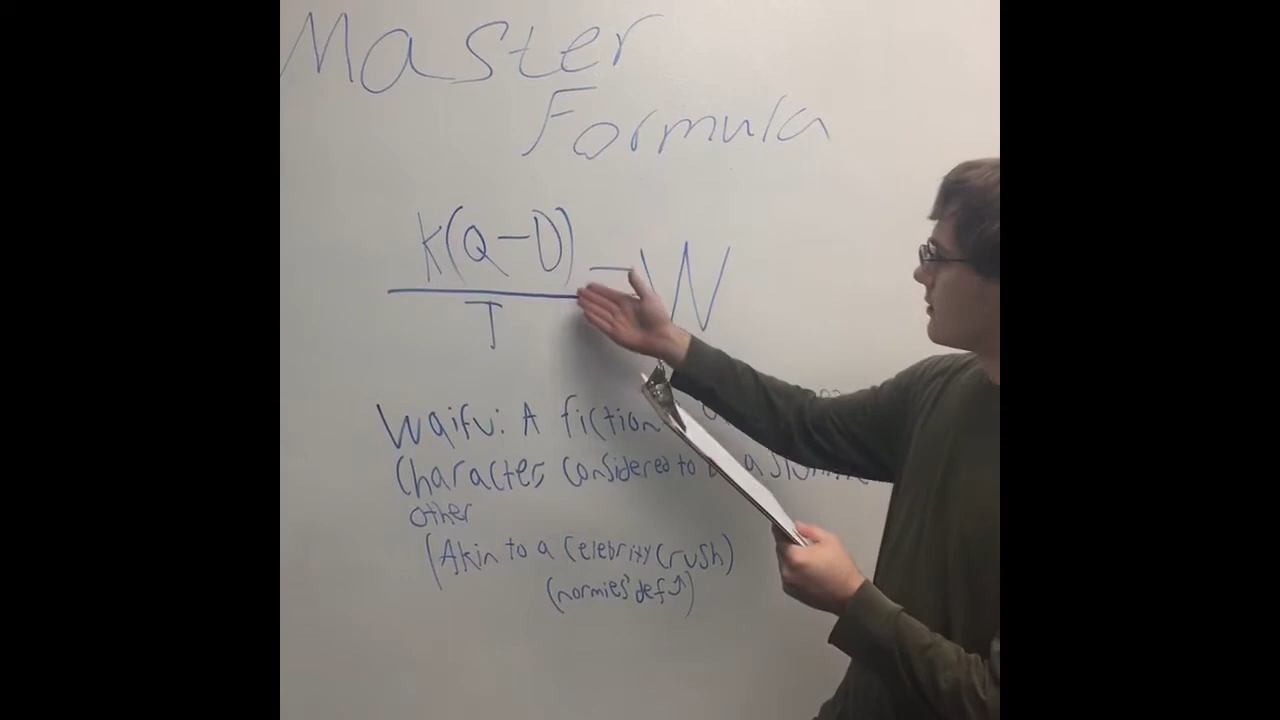 Master
Formula
K(Q-D)
= W
T
Waifu: A fiction
Character, Considered to a
other
(Akin to a Celebrity Crush)
(normies' def↗)